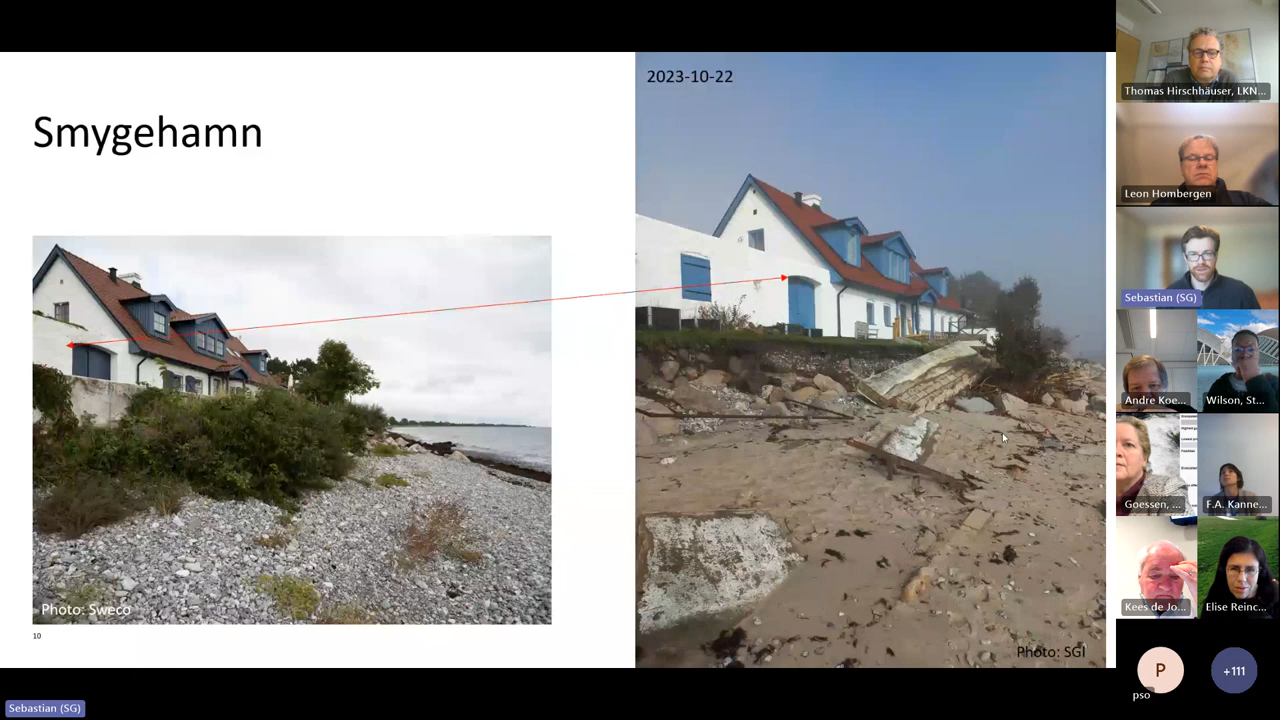 Smygehamn
Photo: Sweco
10
2023-10-22
Photo: SGI
Thomas Hirschhäuser, LKN...
Leon Hombergen
Sebastian (SG)
Andre Koe...
Wilson, St...
Goessen, ...
F.A. Kanne...
Kees de Jo...
Elise Reinc...
P
pso
+111
Sebastian (SG)